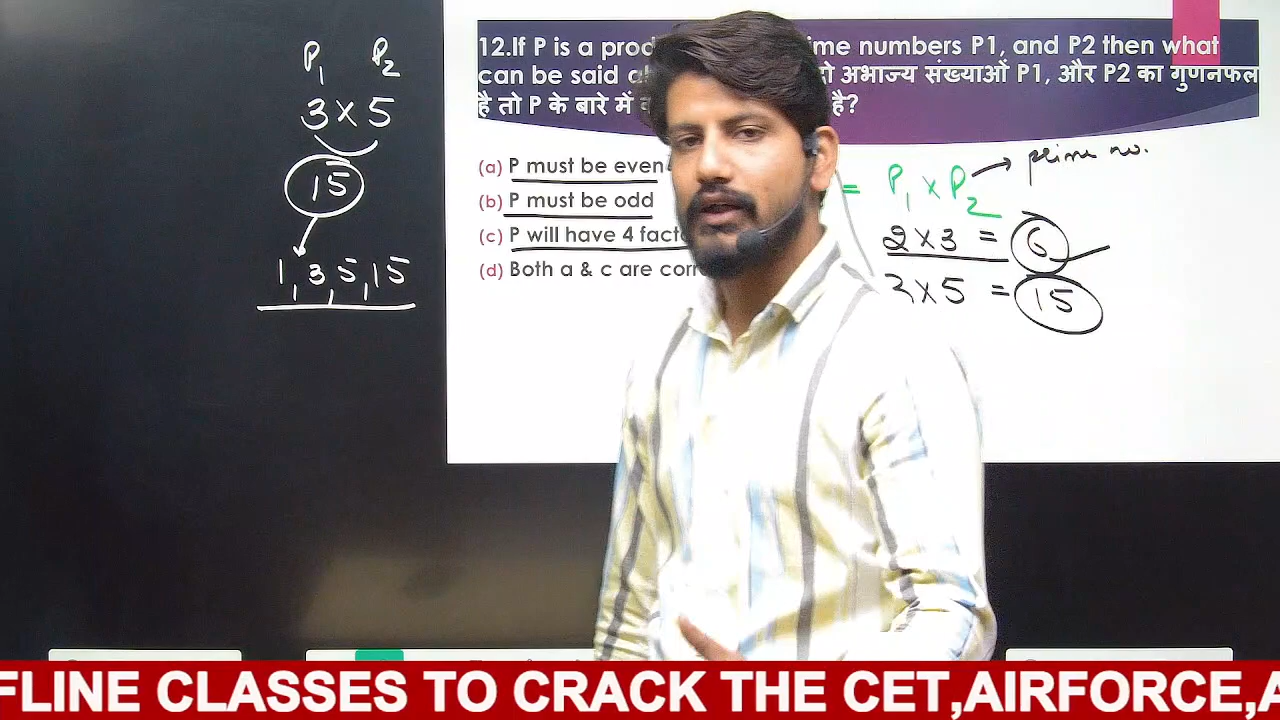 P1 P2
3 × 5
15
1, 3, 5, 15
12.If P is a prod ime numbers P1, and P2 then what
can be said अभाज्य संख्याओं P1, और P2 का गुणनफल
है तो P के बारे में है?
(a) P must be even
(b) P must be odd
(c) P will have 4 fact
(d) Both a & c are corr
= P1 × P2 → prime no.
2 × 3 = 6
3 × 5 = 15
FLINE CLASSES TO CRACK THE CET,AIRFORCE,A